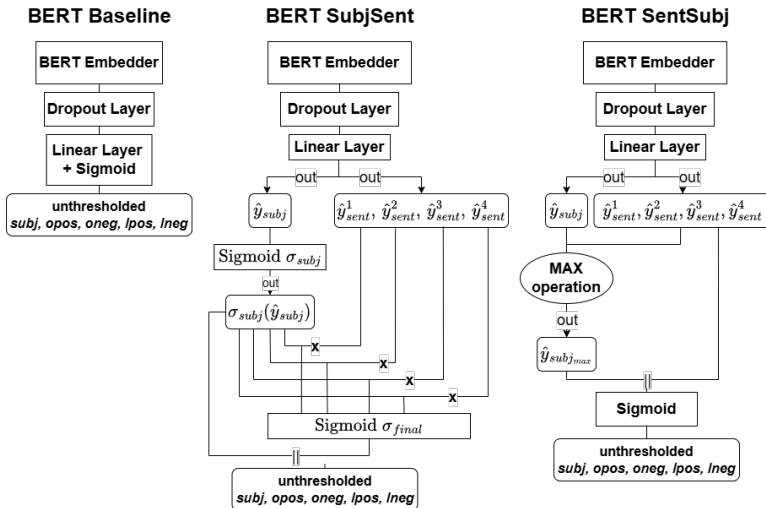 BERT Baseline
BERT Embedder
Dropout Layer
Linear Layer
+ Sigmoid
unthresholded
subj, opos, oneg, lpos, lneg
BERT SubjSent
BERT Embedder
Dropout Layer
Linear Layer
out
out
ŷ_subj
ŷ¹_sent, ŷ²_sent, ŷ³_sent, ŷ⁴_sent
Sigmoid σ_subj
out
σ_subj(ŷ_subj)
x
x
x
x
Sigmoid σ_final
||
unthresholded
subj, opos, oneg, lpos, lneg
BERT SentSubj
BERT Embedder
Dropout Layer
Linear Layer
out
out
ŷ_subj
ŷ¹_sent, ŷ²_sent, ŷ³_sent, ŷ⁴_sent
MAX
operation
out
ŷ_subj_max
||
Sigmoid
unthresholded
subj, opos, oneg, lpos, lneg